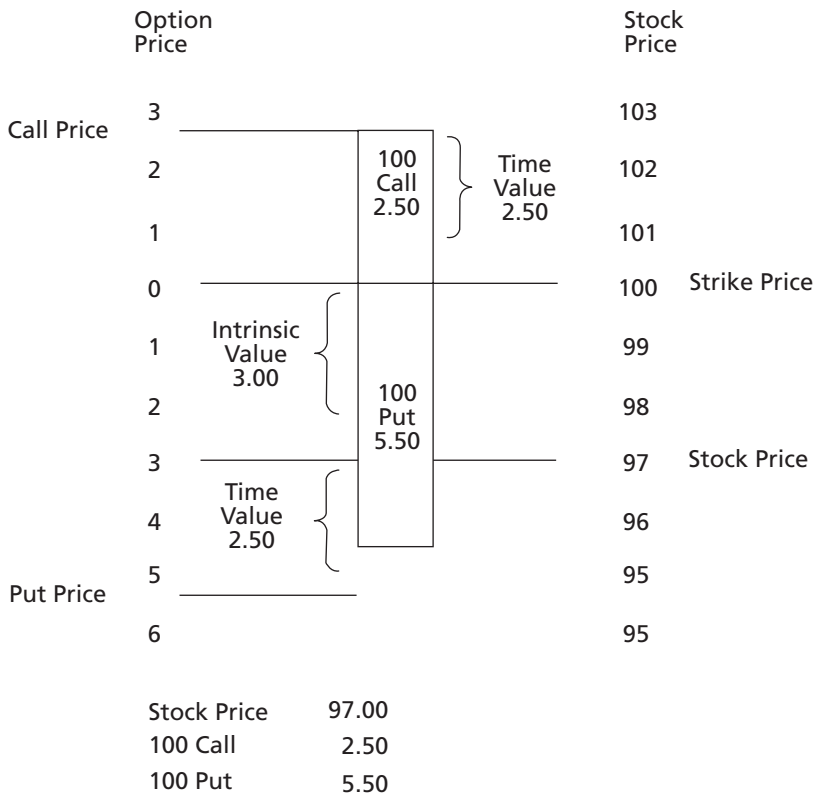 Option
Price
Stock
Price
3
103
Call Price
2
100
Call
2.50
Time
Value
2.50
102
1
101
0
100
Strike Price
1
Intrinsic
Value
3.00
99
2
100
Put
5.50
98
3
97
Stock Price
4
Time
Value
2.50
96
5
95
Put Price
6
95
Stock Price 97.00
100 Call 2.50
100 Put 5.50